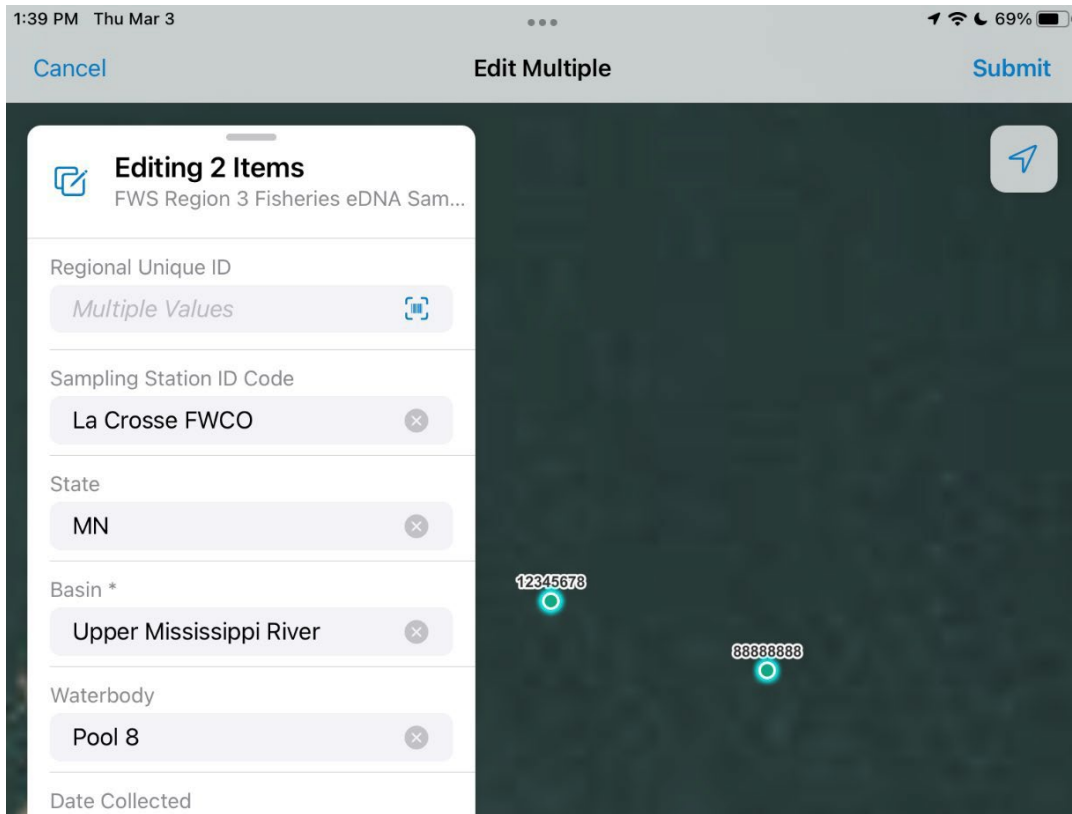 1:39 PM Thu Mar 3
69%
Cancel
Edit Multiple
Submit
Editing 2 Items
FWS Region 3 Fisheries eDNA Sam...
Regional Unique ID
Multiple Values
Sampling Station ID Code
La Crosse FWCO
State
MN
Basin *
Upper Mississippi River
Waterbody
Pool 8
Date Collected
12345678
88888888